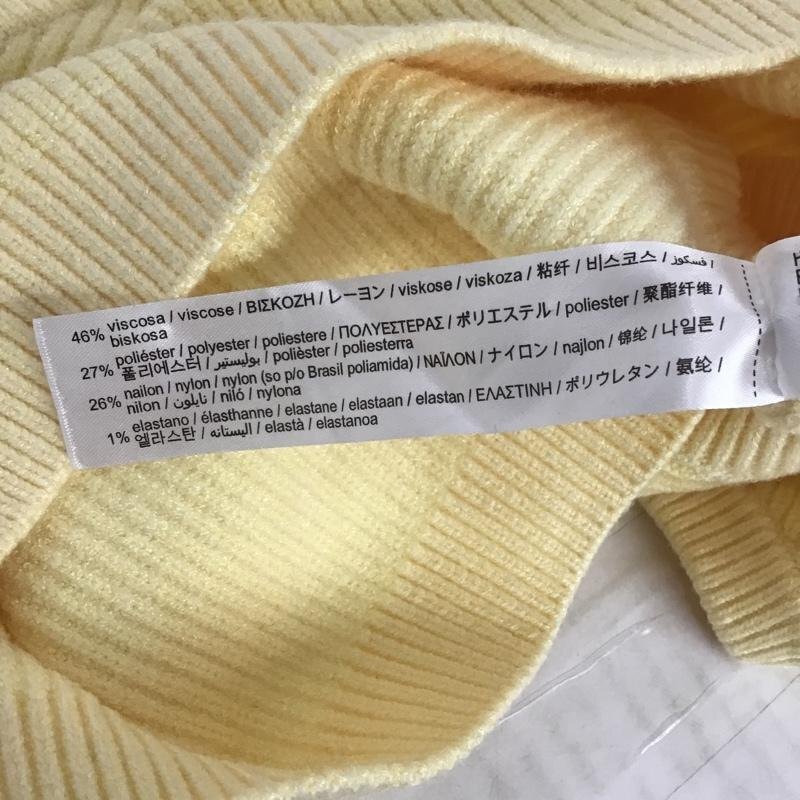 46% viscosa / viscose / ΒΙΣΚΟΖΗ / レーヨン / viskose / viskoza / 粘纤 / 비스코스 / فسكوز /
biskosa
27% poliéster / polyester / poliestere / ΠΟΛΥΕΣΤΕΡΑΣ / ポリエステル / poliester / 聚酯纤维 /
폴리에스터 / بوليستير / polièster / poliesterra
26% nailon / nylon / nylon (so p/o Brasil poliamida) / ΝΑΪΛΟΝ / ナイロン / najlon / 锦纶 / 나일론 /
nilon / نايلون / niló / nylona
1% elastano / élasthanne / elastane / elastaan / elastan / ΕΛΑΣΤΙΝΗ / ポリウレタン / 氨纶 /
엘라스탄 / اليستانه / elastà / elastanoa